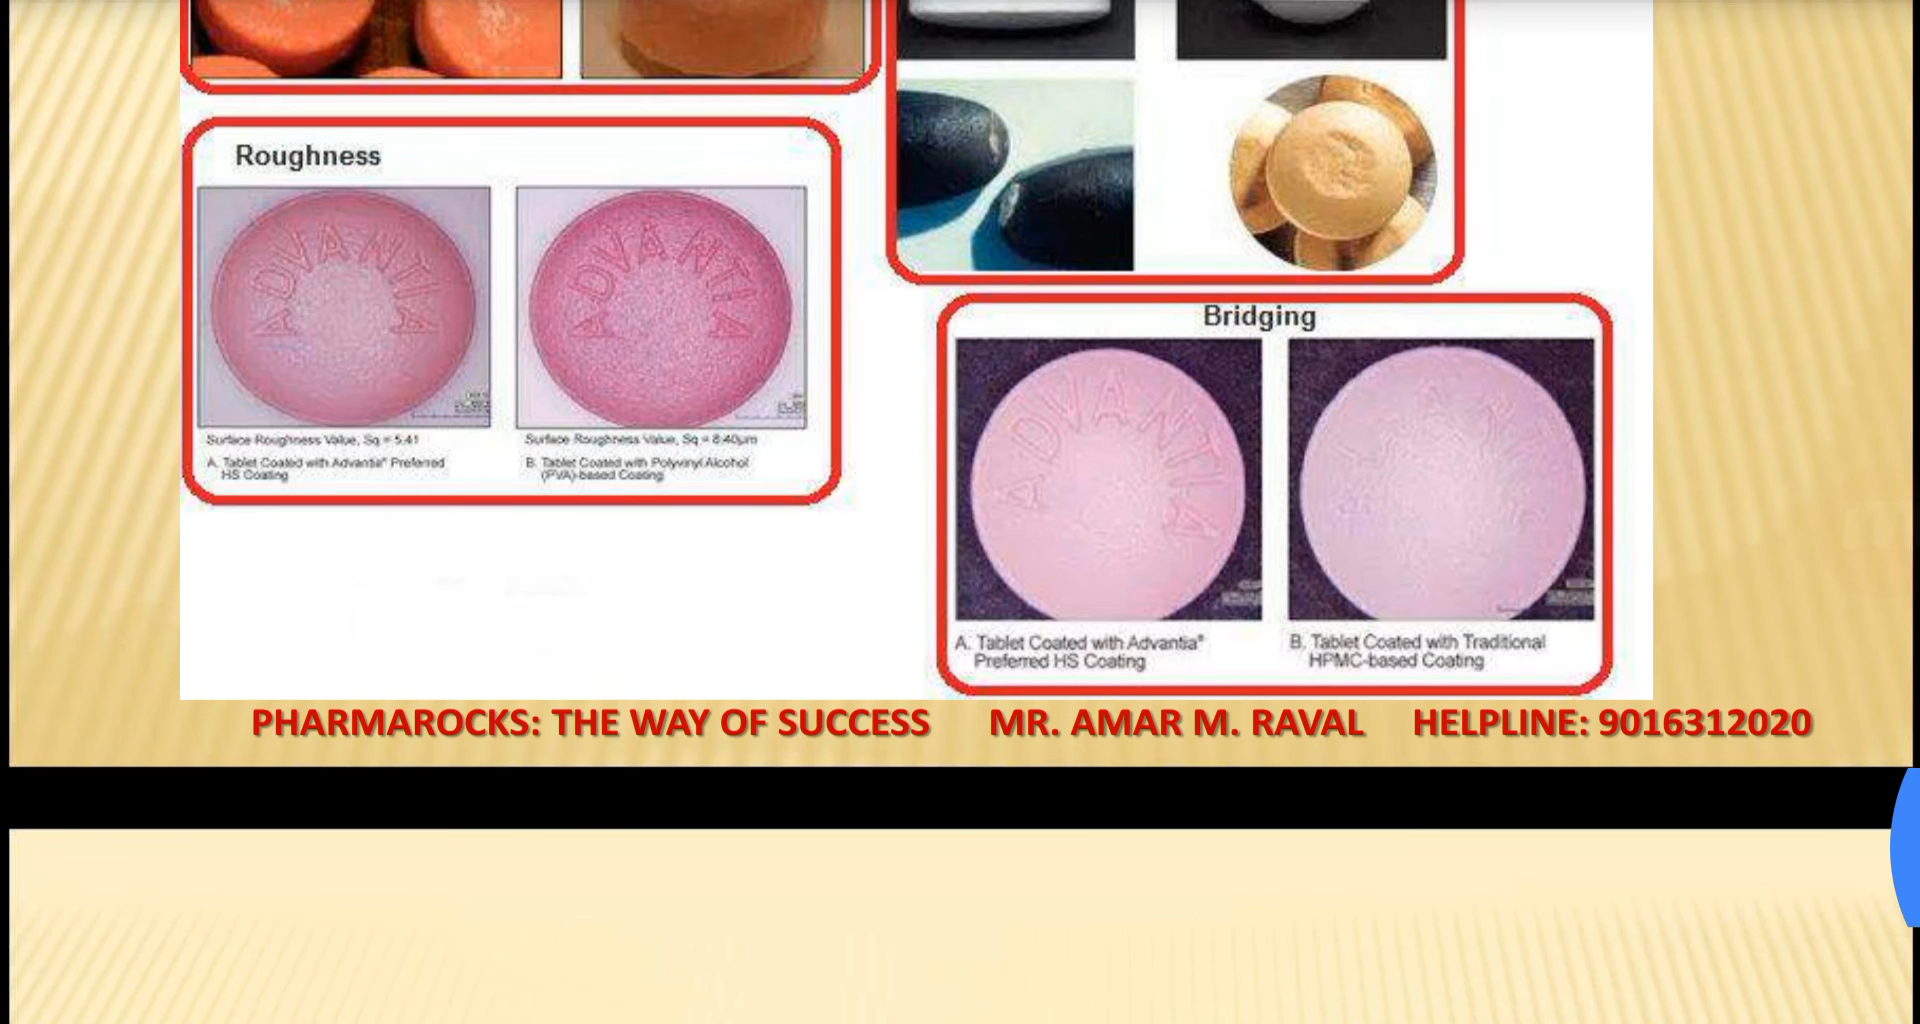 Roughness
ADVANTIA
ADVANTIA
Surface Roughness Value, Sq = 5.41
Surface Roughness Value, Sq = 8.40µm
A. Tablet Coated with Advantia® Preferred
HS Coating
B. Tablet Coated with Polyvinyl Alcohol
(PVA)-based Coating
Bridging
ADVANTIA
A. Tablet Coated with Advantia®
Preferred HS Coating
B. Tablet Coated with Traditional
HPMC-based Coating
PHARMAROCKS: THE WAY OF SUCCESS MR. AMAR M. RAVAL HELPLINE: 9016312020